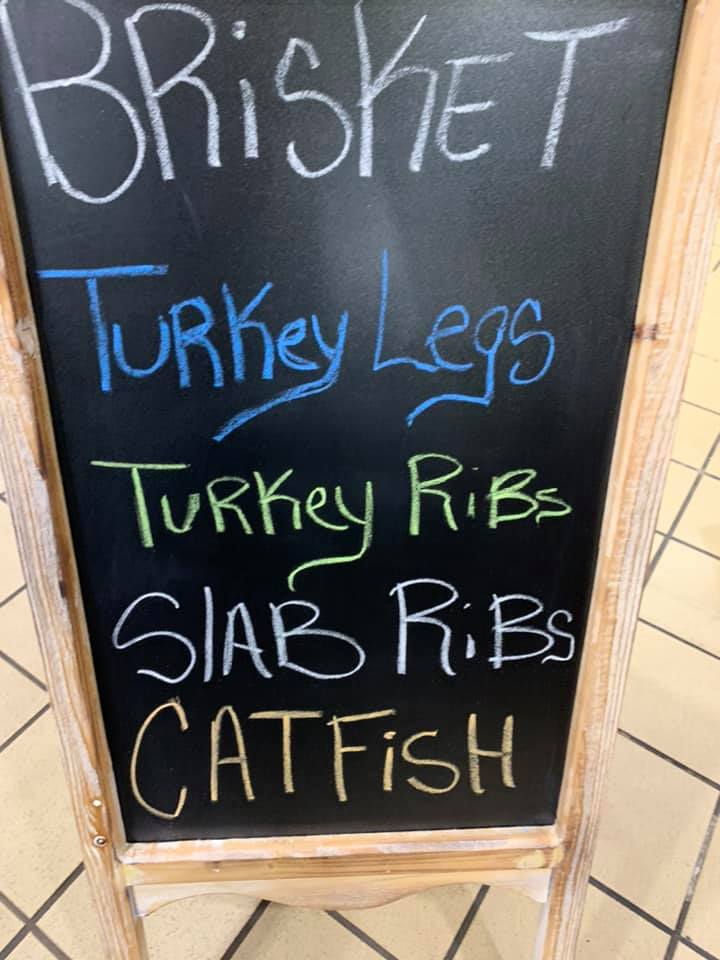 BRiSKET
TURKey Legs
TURKey RiBs
SLAB RiBs
CATFiSH